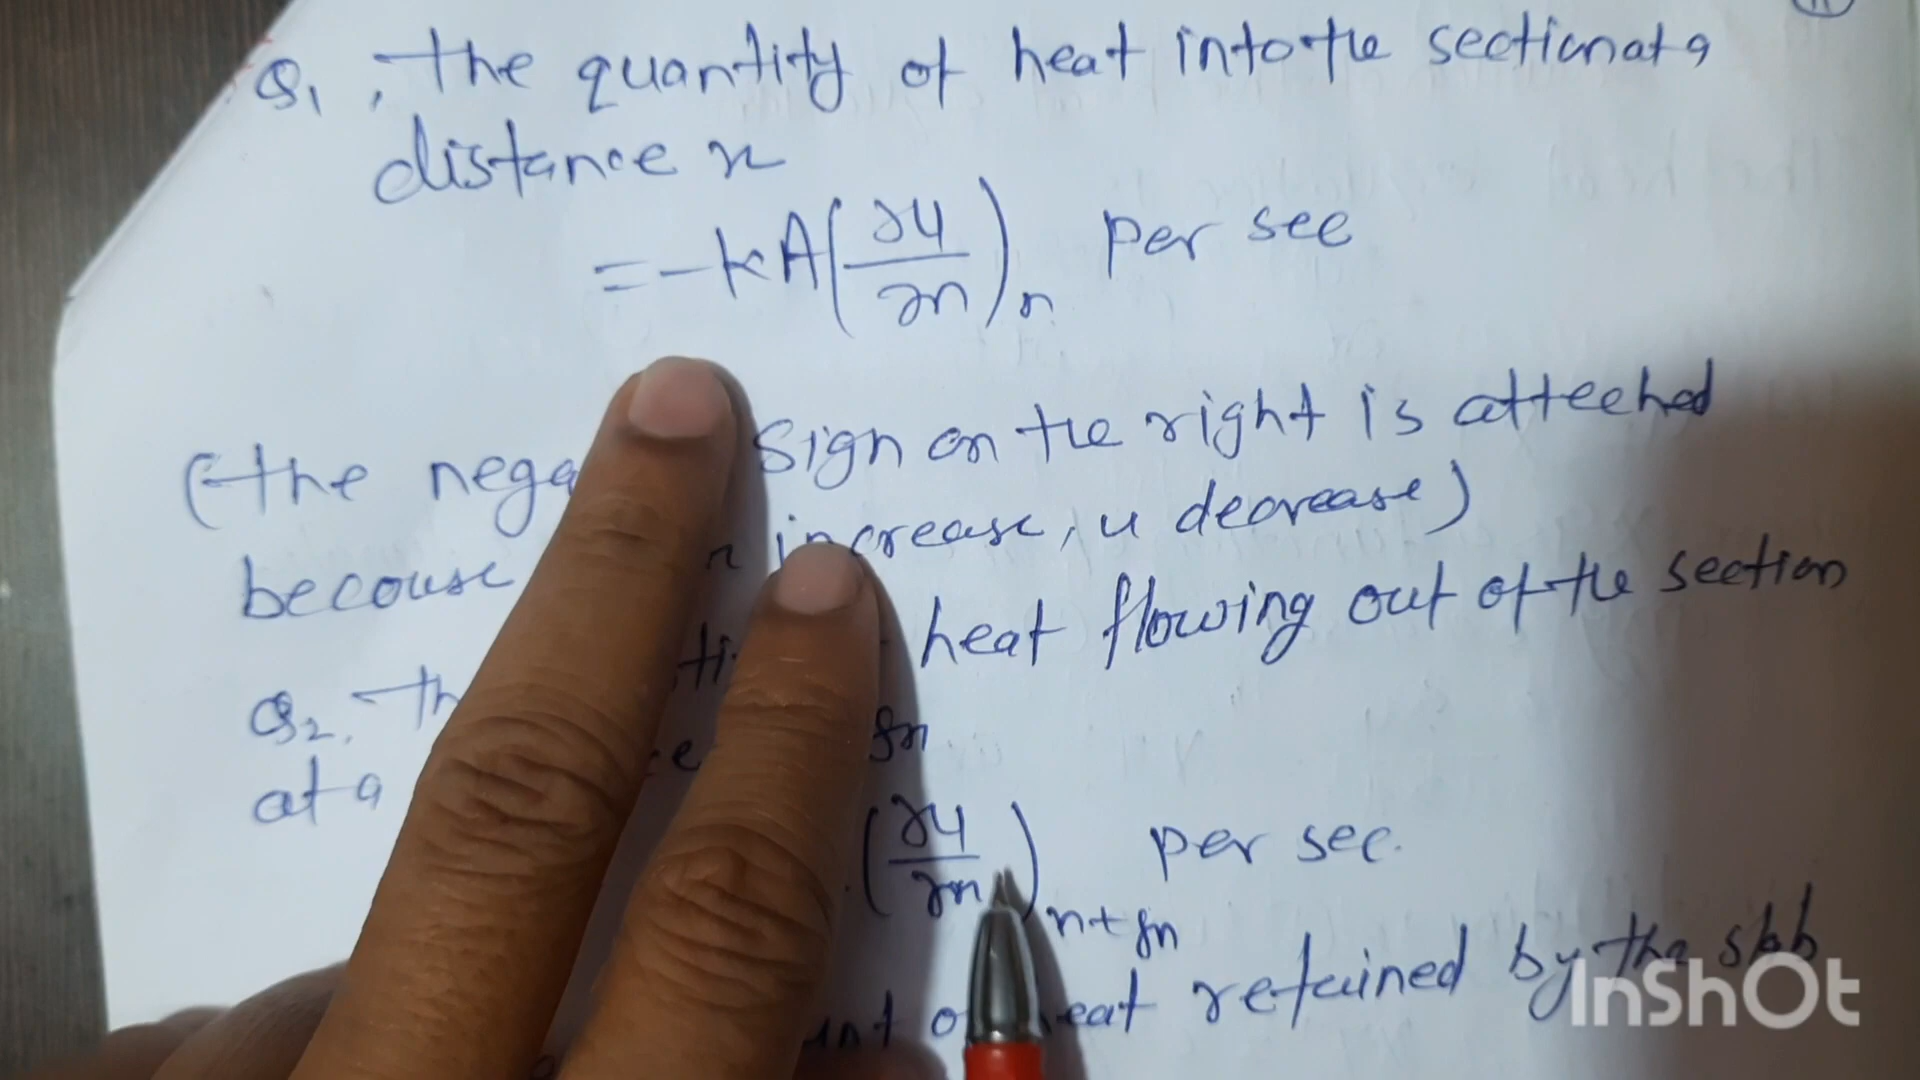 Q₁, the quantity of heat into the section at a
distance x
= -kA(∂u/∂x)ₓ per sec
(the nega sign on the right is atteched
becouse x increase, u decrease)
Q₂, th heat flowing out of the section
at a δx
(∂u/∂x)ₓ₊δₓ per sec.
of heat retained by the slab
InShOt